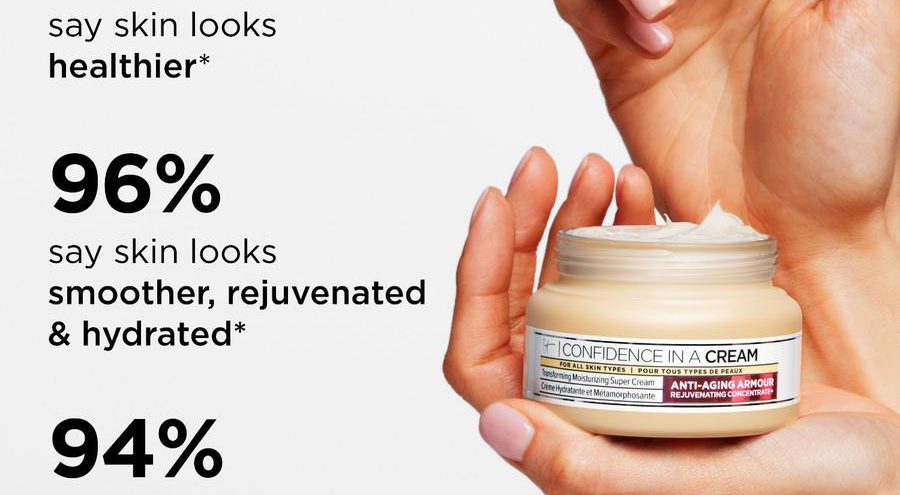 say skin looks
healthier*
96%
say skin looks
smoother, rejuvenated
& hydrated*
94%
it | CONFIDENCE IN A CREAM
FOR ALL SKIN TYPES | POUR TOUS TYPES DE PEAUX
Transforming Moisturizing Super Cream
Crème Hydratante et Métamorphosante
ANTI-AGING ARMOUR
REJUVENATING CONCENTRATE+